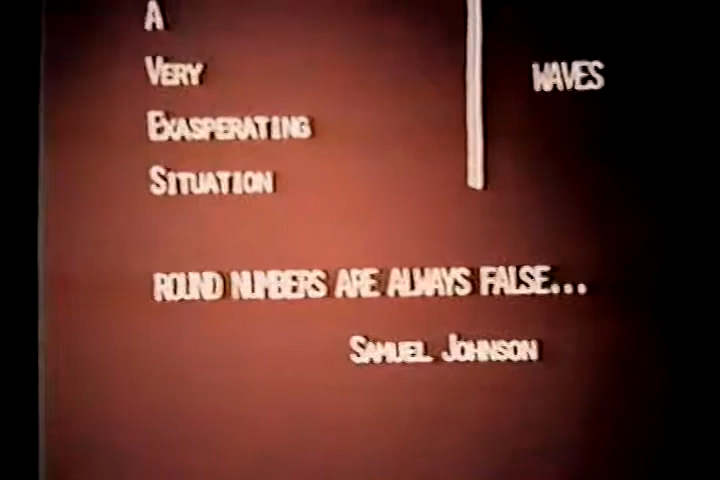 A
VERY
WAVES
EXASPERATING
SITUATION
ROUND NUMBERS ARE ALWAYS FALSE...
SAMUEL JOHNSON